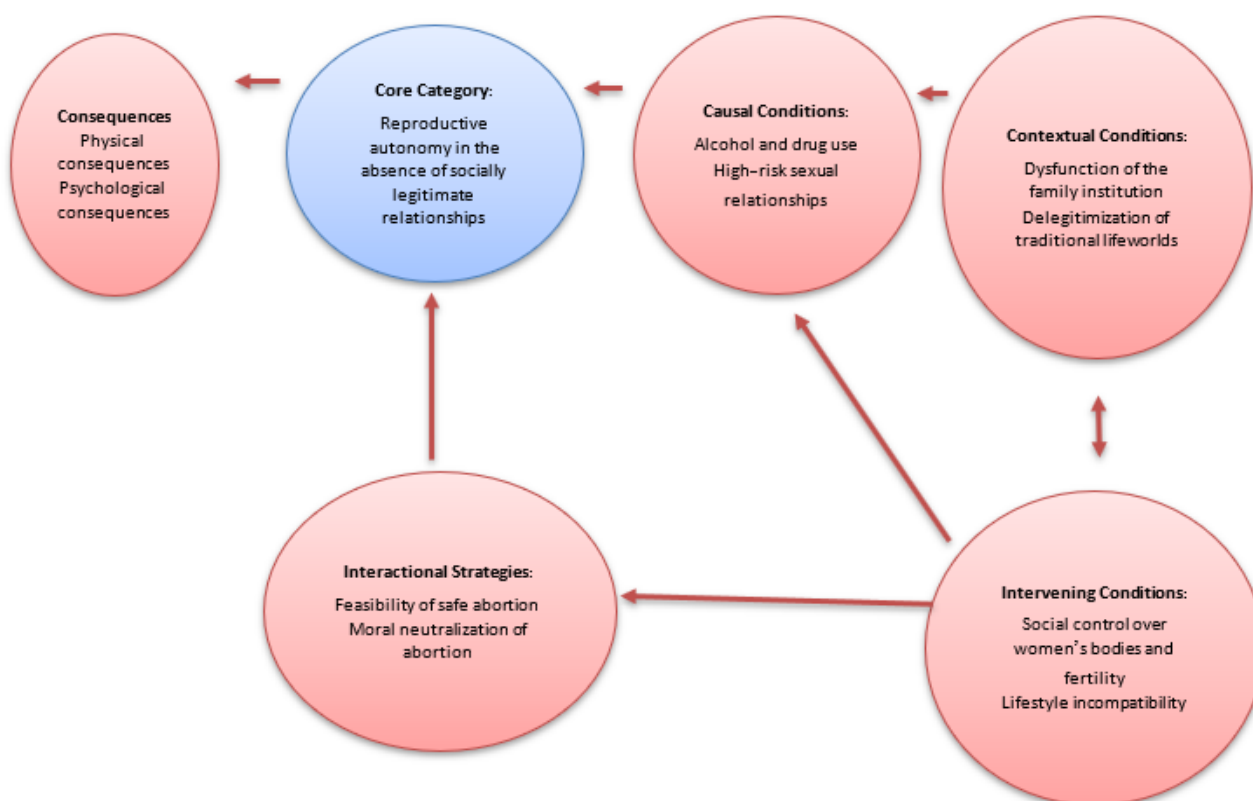 Consequences
Physical
consequences
Psychological
consequences
Core Category:
Reproductive
autonomy in the
absence of socially
legitimate
relationships
Causal Conditions:
Alcohol and drug use
High-risk sexual
relationships
Contextual Conditions:
Dysfunction of the
family institution
Delegitimization of
traditional lifeworlds
Interactional Strategies:
Feasibility of safe abortion
Moral neutralization of
abortion
Intervening Conditions:
Social control over
women's bodies and
fertility
Lifestyle incompatibility